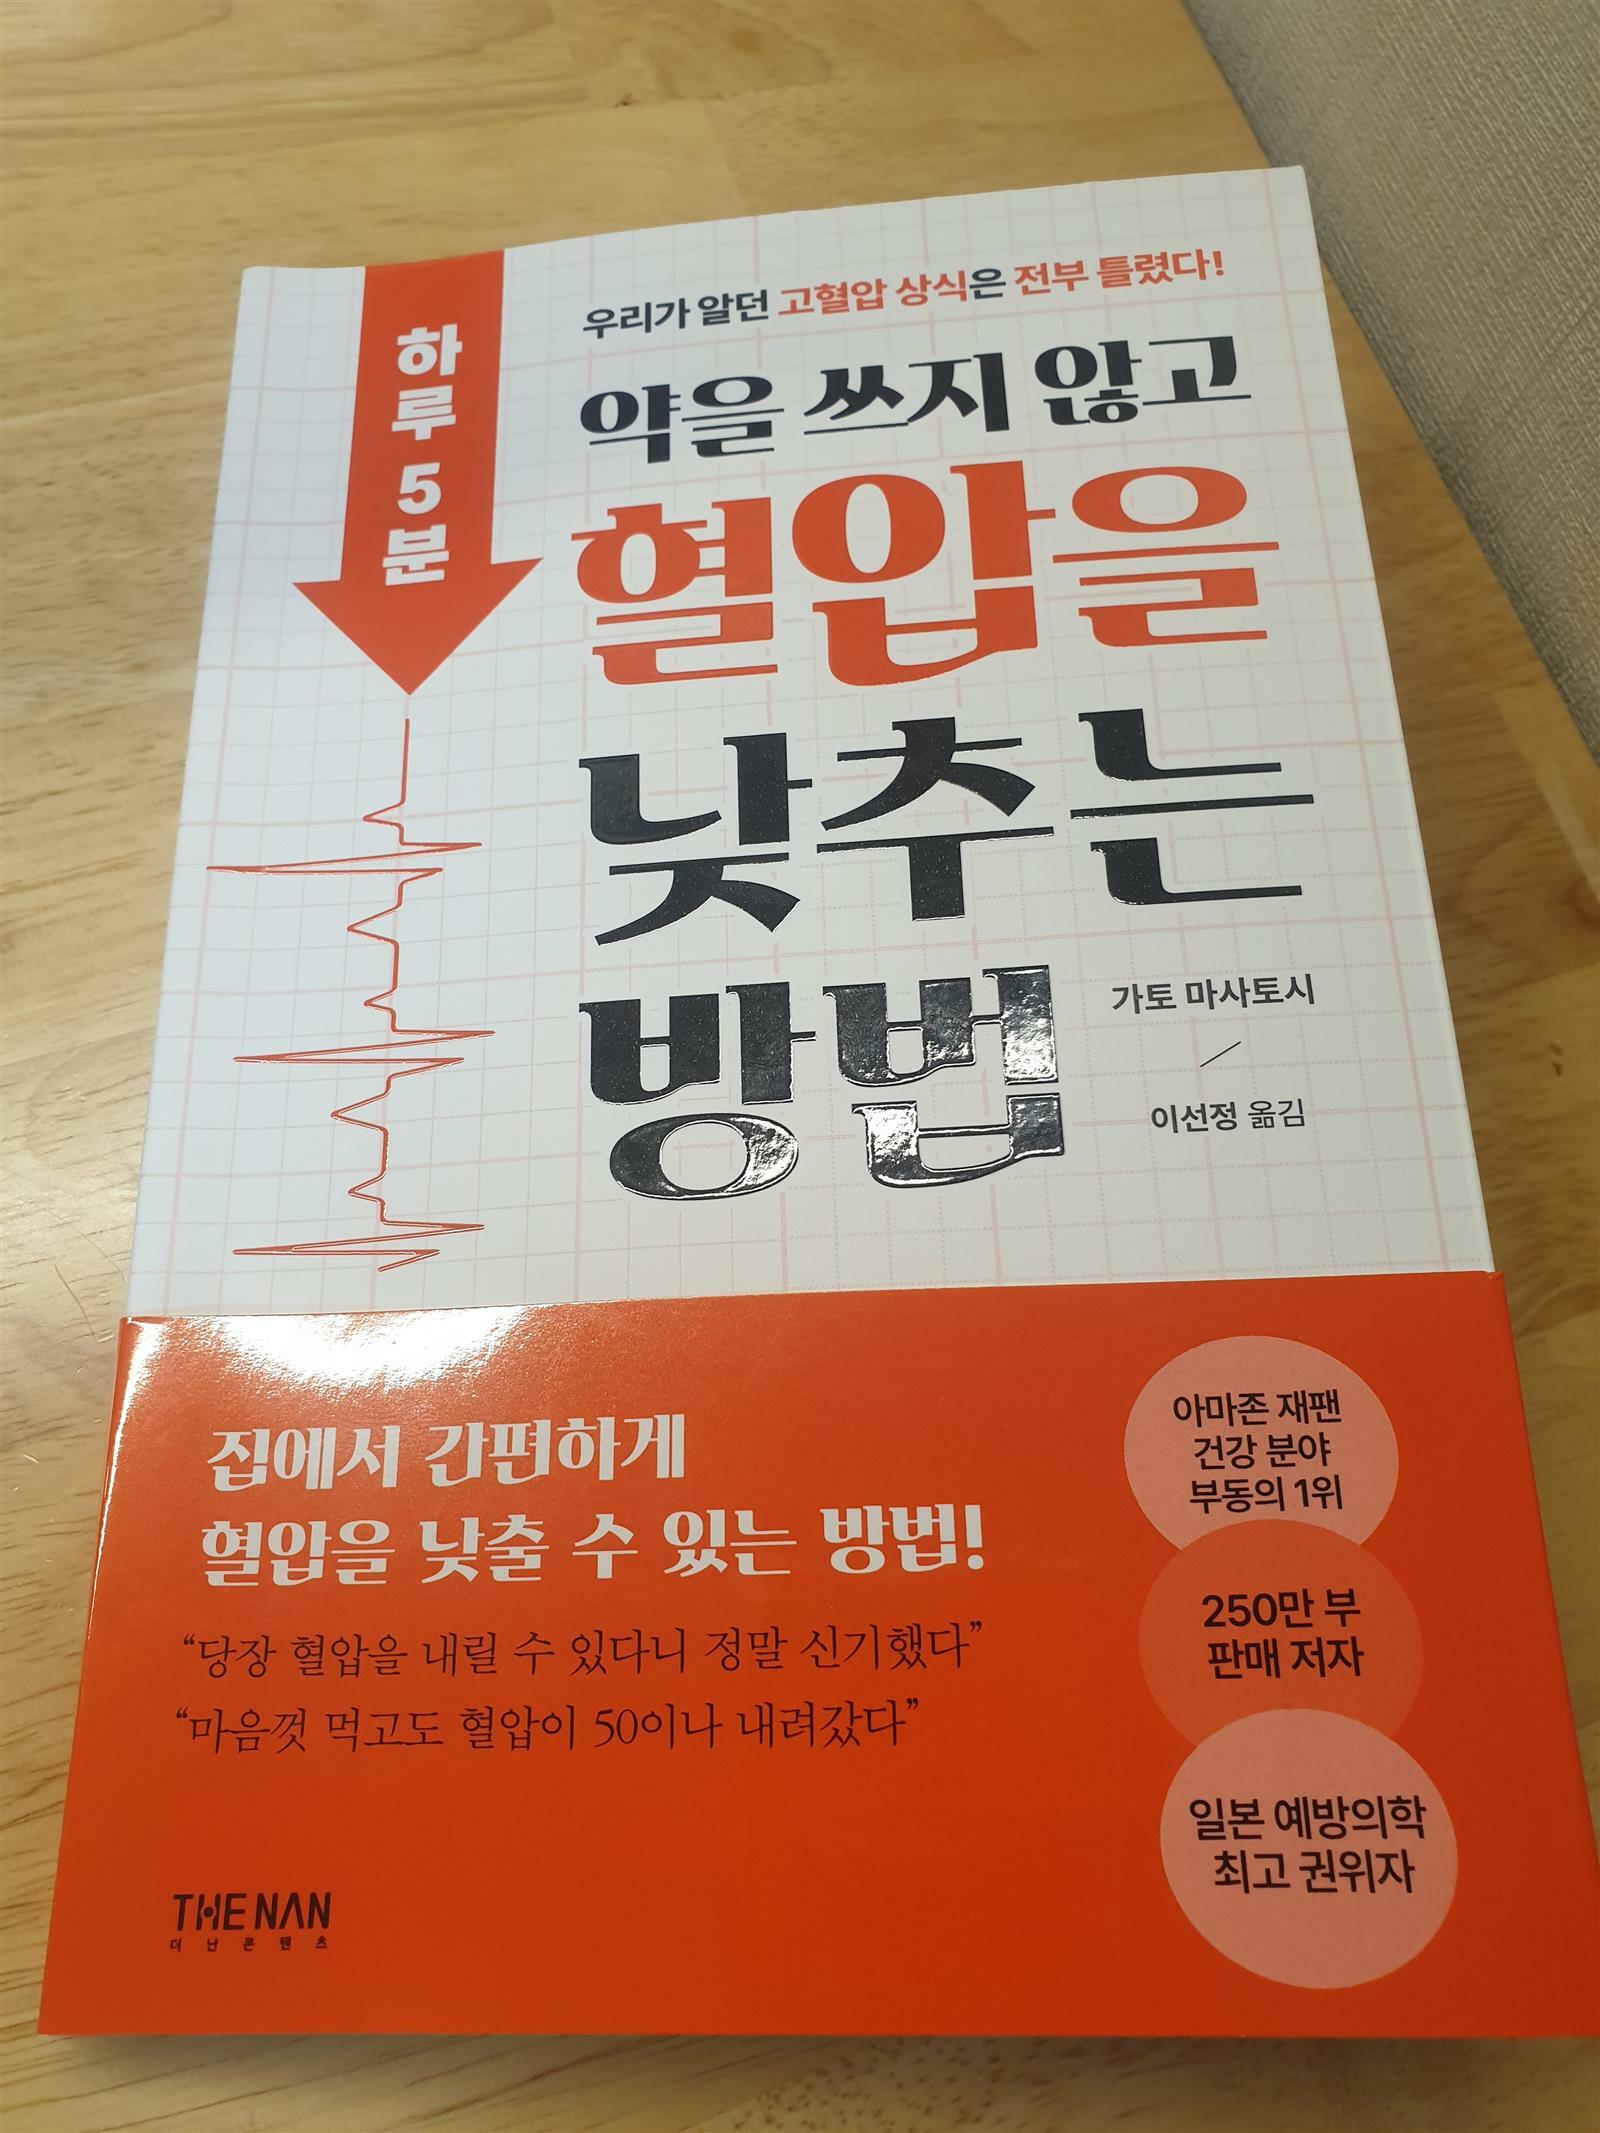 하루 5분
우리가 알던 고혈압 상식은 전부 틀렸다!
약을 쓰지 않고
혈압을
낮추는
방법
가토 마사토시
이선정 옮김
집에서 간편하게
혈압을 낮출 수 있는 방법!
“당장 혈압을 내릴 수 있다니 정말 신기했다”
“마음껏 먹고도 혈압이 50이나 내려갔다”
아마존 재팬
건강 분야
부동의 1위
250만 부
판매 저자
일본 예방의학
최고 권위자
THE NAN
더난콘텐츠